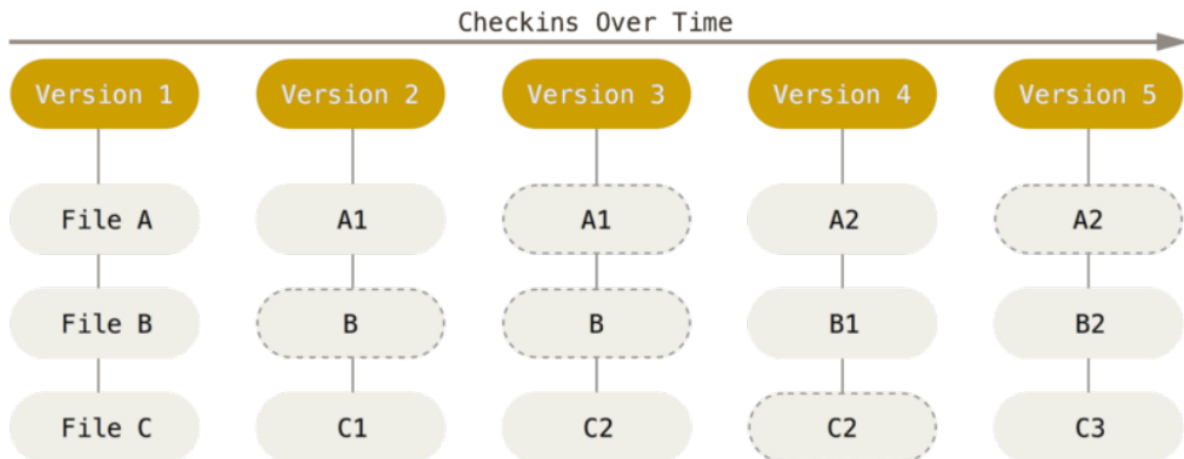 Checkins Over Time
Version 1 Version 2 Version 3 Version 4 Version 5
File A A1 A1 A2 A2
File B B B B1 B2
File C C1 C2 C2 C3